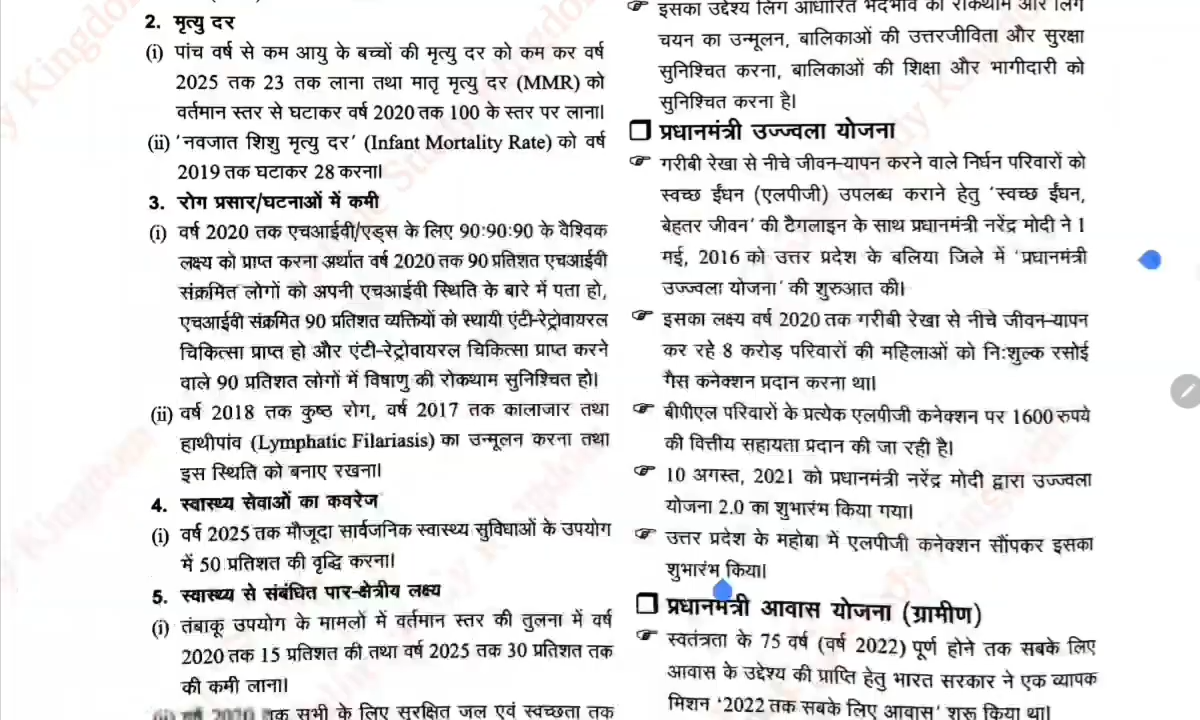 2. मृत्यु दर
(i) पांच वर्ष से कम आयु के बच्चों की मृत्यु दर को कम कर वर्ष
2025 तक 23 तक लाना तथा मातृ मृत्यु दर (MMR) को
वर्तमान स्तर से घटाकर वर्ष 2020 तक 100 के स्तर पर लाना।
(ii) 'नवजात शिशु मृत्यु दर' (Infant Mortality Rate) को वर्ष
2019 तक घटाकर 28 करना।
3. रोग प्रसार/घटनाओं में कमी
(i) वर्ष 2020 तक एचआईवी/एड्स के लिए 90:90:90 के वैश्विक
लक्ष्य को प्राप्त करना अर्थात वर्ष 2020 तक 90 प्रतिशत एचआईवी
संक्रमित लोगों को अपनी एचआईवी स्थिति के बारे में पता हो,
एचआईवी संक्रमित 90 प्रतिशत व्यक्तियों को स्थायी एंटी-रेट्रोवायरल
चिकित्सा प्राप्त हो और एंटी-रेट्रोवायरल चिकित्सा प्राप्त करने
वाले 90 प्रतिशत लोगों में विषाणु की रोकथाम सुनिश्चित हो।
(ii) वर्ष 2018 तक कुष्ठ रोग, वर्ष 2017 तक कालाजार तथा
हाथीपांव (Lymphatic Filariasis) का उन्मूलन करना तथा
इस स्थिति को बनाए रखना।
4. स्वास्थ्य सेवाओं का कवरेज
(i) वर्ष 2025 तक मौजूदा सार्वजनिक स्वास्थ्य सुविधाओं के उपयोग
में 50 प्रतिशत की वृद्धि करना।
5. स्वास्थ्य से संबंधित पार-क्षेत्रीय लक्ष्य
(i) तंबाकू उपयोग के मामलों में वर्तमान स्तर की तुलना में वर्ष
2020 तक 15 प्रतिशत की तथा वर्ष 2025 तक 30 प्रतिशत तक
की कमी लाना।
तक सभी के लिए सुरक्षित जल एवं स्वच्छता तक
इसका उद्देश्य लिंग आधारित भेदभाव की रोकथाम और लिंग
चयन का उन्मूलन, बालिकाओं की उत्तरजीविता और सुरक्षा
सुनिश्चित करना, बालिकाओं की शिक्षा और भागीदारी को
सुनिश्चित करना है।
❑ प्रधानमंत्री उज्ज्वला योजना
☞ गरीबी रेखा से नीचे जीवन-यापन करने वाले निर्धन परिवारों को
स्वच्छ ईंधन (एलपीजी) उपलब्ध कराने हेतु 'स्वच्छ ईंधन,
बेहतर जीवन' की टैगलाइन के साथ प्रधानमंत्री नरेंद्र मोदी ने 1
मई, 2016 को उत्तर प्रदेश के बलिया जिले में 'प्रधानमंत्री
उज्ज्वला योजना' की शुरुआत की।
☞ इसका लक्ष्य वर्ष 2020 तक गरीबी रेखा से नीचे जीवन-यापन
कर रहे 8 करोड़ परिवारों की महिलाओं को नि:शुल्क रसोई
गैस कनेक्शन प्रदान करना था।
☞ बीपीएल परिवारों के प्रत्येक एलपीजी कनेक्शन पर 1600 रुपये
की वित्तीय सहायता प्रदान की जा रही है।
☞ 10 अगस्त, 2021 को प्रधानमंत्री नरेंद्र मोदी द्वारा उज्ज्वला
योजना 2.0 का शुभारंभ किया गया।
☞ उत्तर प्रदेश के महोबा में एलपीजी कनेक्शन सौंपकर इसका
शुभारंभ किया।
❑ प्रधानमंत्री आवास योजना (ग्रामीण)
☞ स्वतंत्रता के 75 वर्ष (वर्ष 2022) पूर्ण होने तक सबके लिए
आवास के उद्देश्य की प्राप्ति हेतु भारत सरकार ने एक व्यापक
मिशन '2022 तक सबके लिए आवास' शुरू किया था।